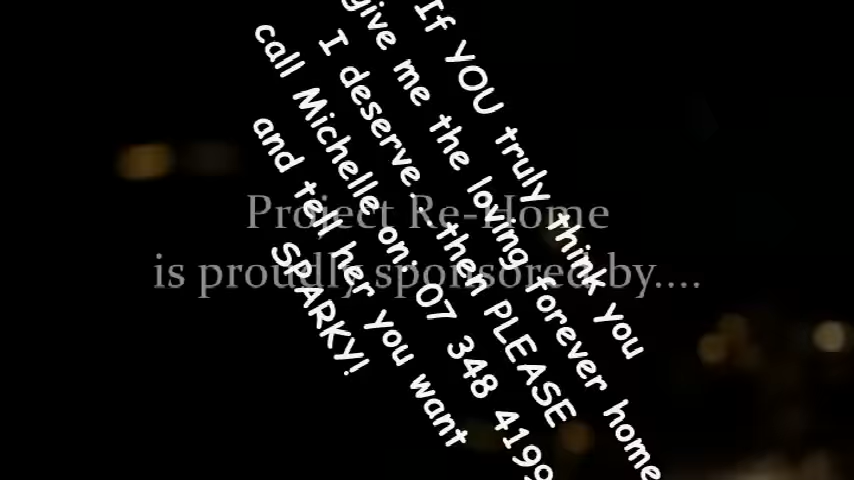 If YOU truly think you
give me the loving forever home
I deserve... then PLEASE
call Michelle on: 07 348 4199
and tell her you want
SPARKY!
Project Re-Home
is proudly sponsored by....